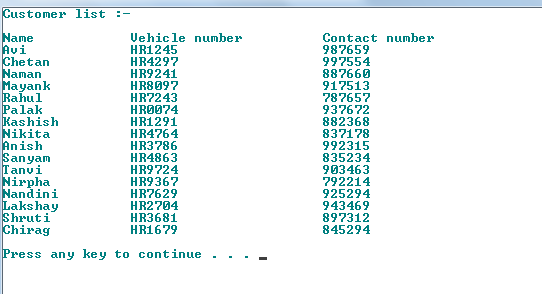 Customer list :-
Name Vehicle number Contact number
Avi HR1245 987659
Chetan HR4297 997554
Naman HR9241 887660
Mayank HR8097 917513
Rahul HR7243 787657
Palak HR0074 937672
Kashish HR1291 882368
Nikita HR4764 837178
Anish HR3786 992315
Sanyam HR4863 835234
Tanvi HR9724 903463
Nirpha HR9367 792214
Nandini HR7629 925294
Lakshay HR2704 943469
Shruti HR3681 897312
Chirag HR1679 845294
Press any key to continue . . . _